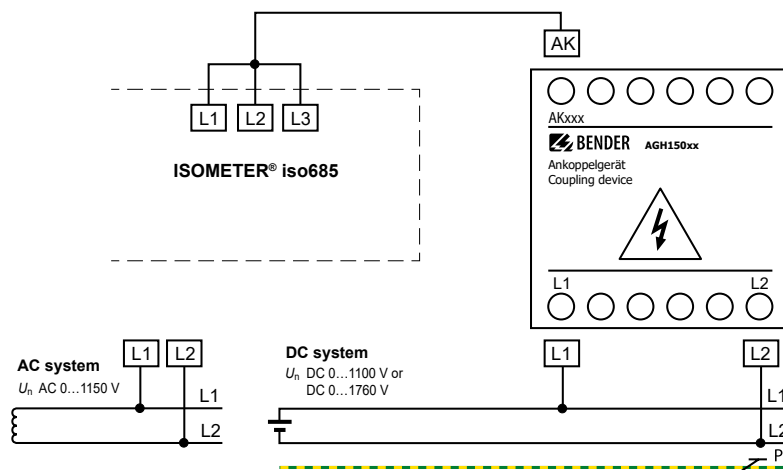 AK
L1 L2 L3
ISOMETER® iso685
AKxxx
BENDER AGH150xx
Ankoppelgerät
Coupling device
L1 L2
AC system
Un AC 0…1150 V
L1 L2
L1
L2
DC system
Un DC 0…1100 V or
DC 0…1760 V
L1 L2
L1
L2
P